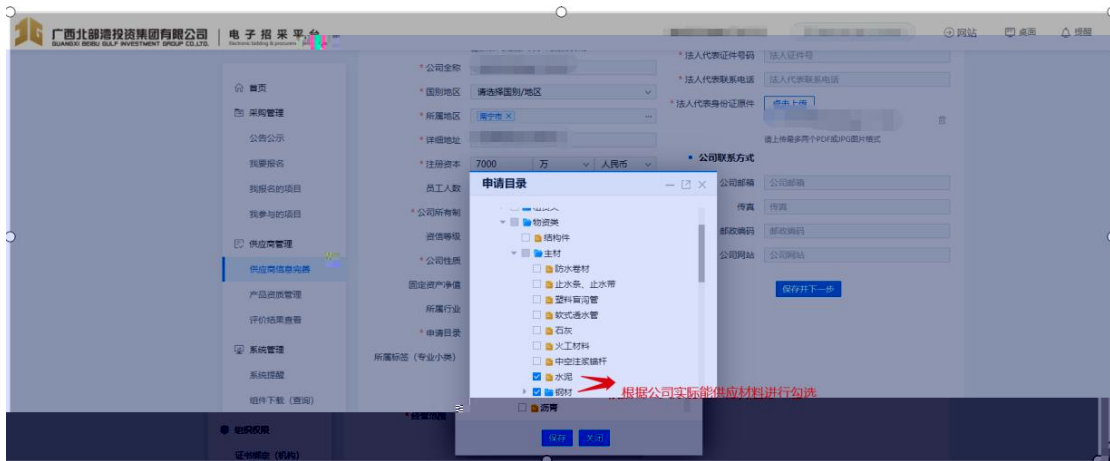 广西北部湾投资集团有限公司 电子招采平台
GUANGXI BEIBU GULF INVESTMENT GROUP CO.,LTD.
网站 桌面 提醒
首页
采购管理
公告公示
我要报名
我报名的项目
我参与的项目
供应商管理
供应商信息完善
产品资质管理
评价结果查看
系统管理
系统提醒
组件下载（查询）
组织权限
证书绑定（机构）
* 公司全称
* 国别地区 请选择国别/地区
* 所属地区 南宁市 ×
* 详细地址
* 注册资本 7000 万 人民币
员工人数
* 公司所有制
资信等级
* 公司性质
固定资产净值
所属行业
* 申请目录
所属标签（专业小类）
* 经营范围
* 法人代表证件号码 法人证件号
* 法人代表联系电话 法人代表联系电话
* 法人代表身份证原件 点击上传
请上传最多两个PDF或JPG图片格式
• 公司联系方式
公司邮箱 公司邮箱
传真 传真
邮政编码 邮政编码
公司网站 公司网站
保存并下一步
申请目录
物资类
结构件
主材
防水卷材
止水条、止水带
塑料盲沟管
软式透水管
石灰
火工材料
中空注浆锚杆
水泥
钢材
沥青
根据公司实际能供应材料进行勾选
保存 关闭